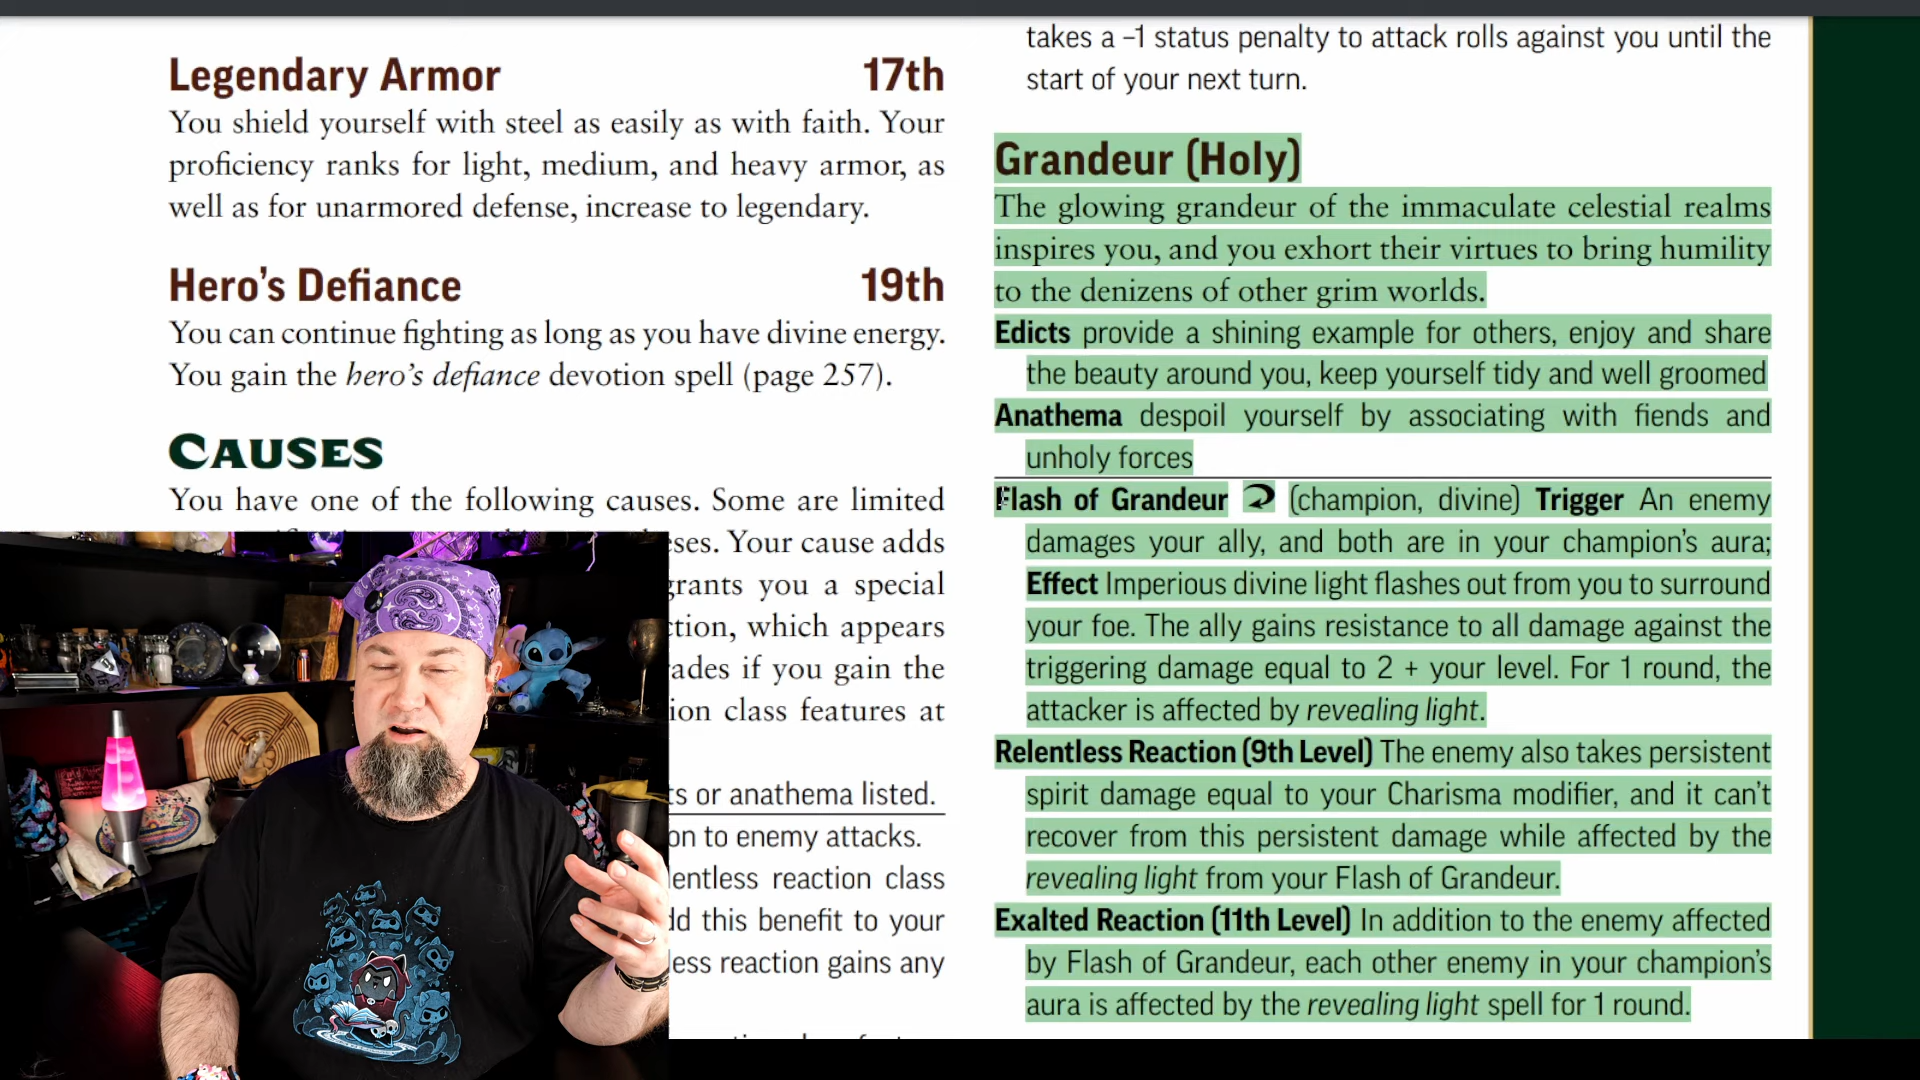 Legendary Armor 17th
You shield yourself with steel as easily as with faith. Your
proficiency ranks for light, medium, and heavy armor, as
well as for unarmored defense, increase to legendary.
Hero's Defiance 19th
You can continue fighting as long as you have divine energy.
You gain the hero's defiance devotion spell (page 257).
CAUSES
You have one of the following causes. Some are limited
Your cause adds
grants you a special
which appears
if you gain the
class features at
or anathema listed.
to enemy attacks.
reaction class
this benefit to your
reaction gains any
takes a –1 status penalty to attack rolls against you until the
start of your next turn.
Grandeur (Holy)
The glowing grandeur of the immaculate celestial realms
inspires you, and you exhort their virtues to bring humility
to the denizens of other grim worlds.
Edicts provide a shining example for others, enjoy and share
the beauty around you, keep yourself tidy and well groomed
Anathema despoil yourself by associating with fiends and
unholy forces
Flash of Grandeur (champion, divine) Trigger An enemy
damages your ally, and both are in your champion's aura;
Effect Imperious divine light flashes out from you to surround
your foe. The ally gains resistance to all damage against the
triggering damage equal to 2 + your level. For 1 round, the
attacker is affected by revealing light.
Relentless Reaction (9th Level) The enemy also takes persistent
spirit damage equal to your Charisma modifier, and it can't
recover from this persistent damage while affected by the
revealing light from your Flash of Grandeur.
Exalted Reaction (11th Level) In addition to the enemy affected
by Flash of Grandeur, each other enemy in your champion's
aura is affected by the revealing light spell for 1 round.